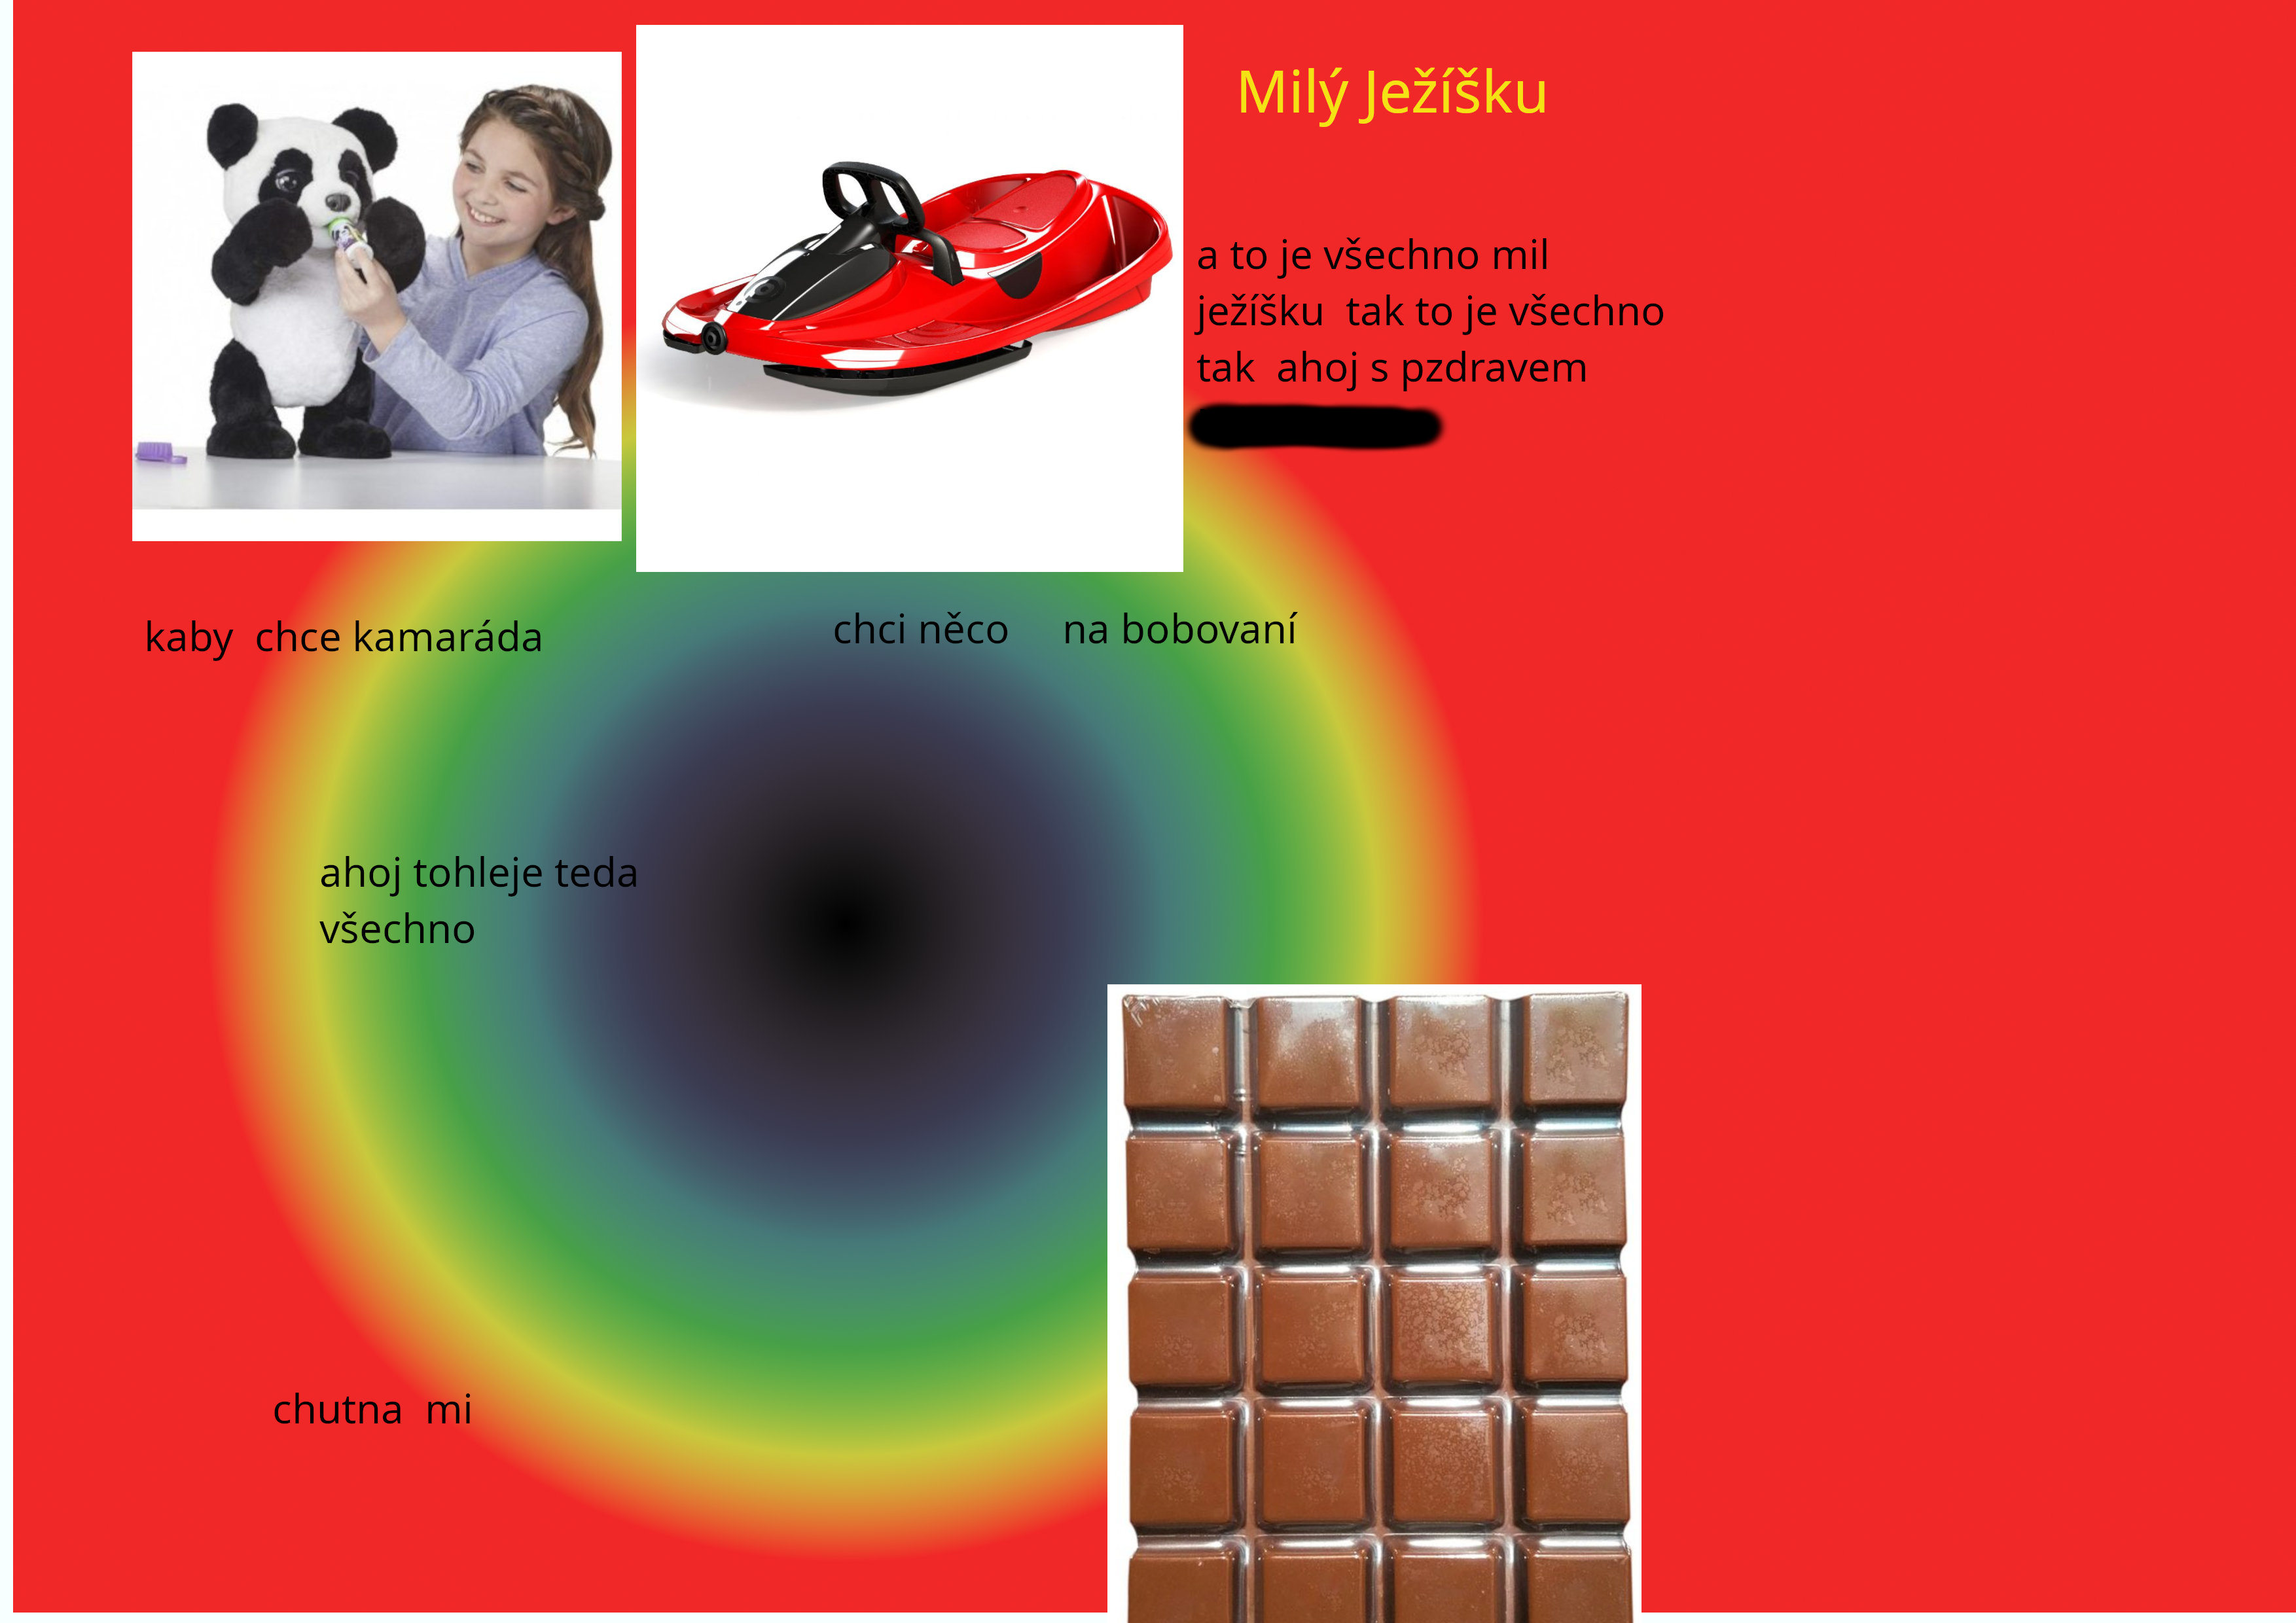 Milý Ježíšku
a to je všechno mil
ježíšku  tak to je všechno
tak  ahoj s pzdravem
kaby  chce kamaráda
chci něco     na bobovaní
ahoj tohleje teda
všechno
chutna  mi